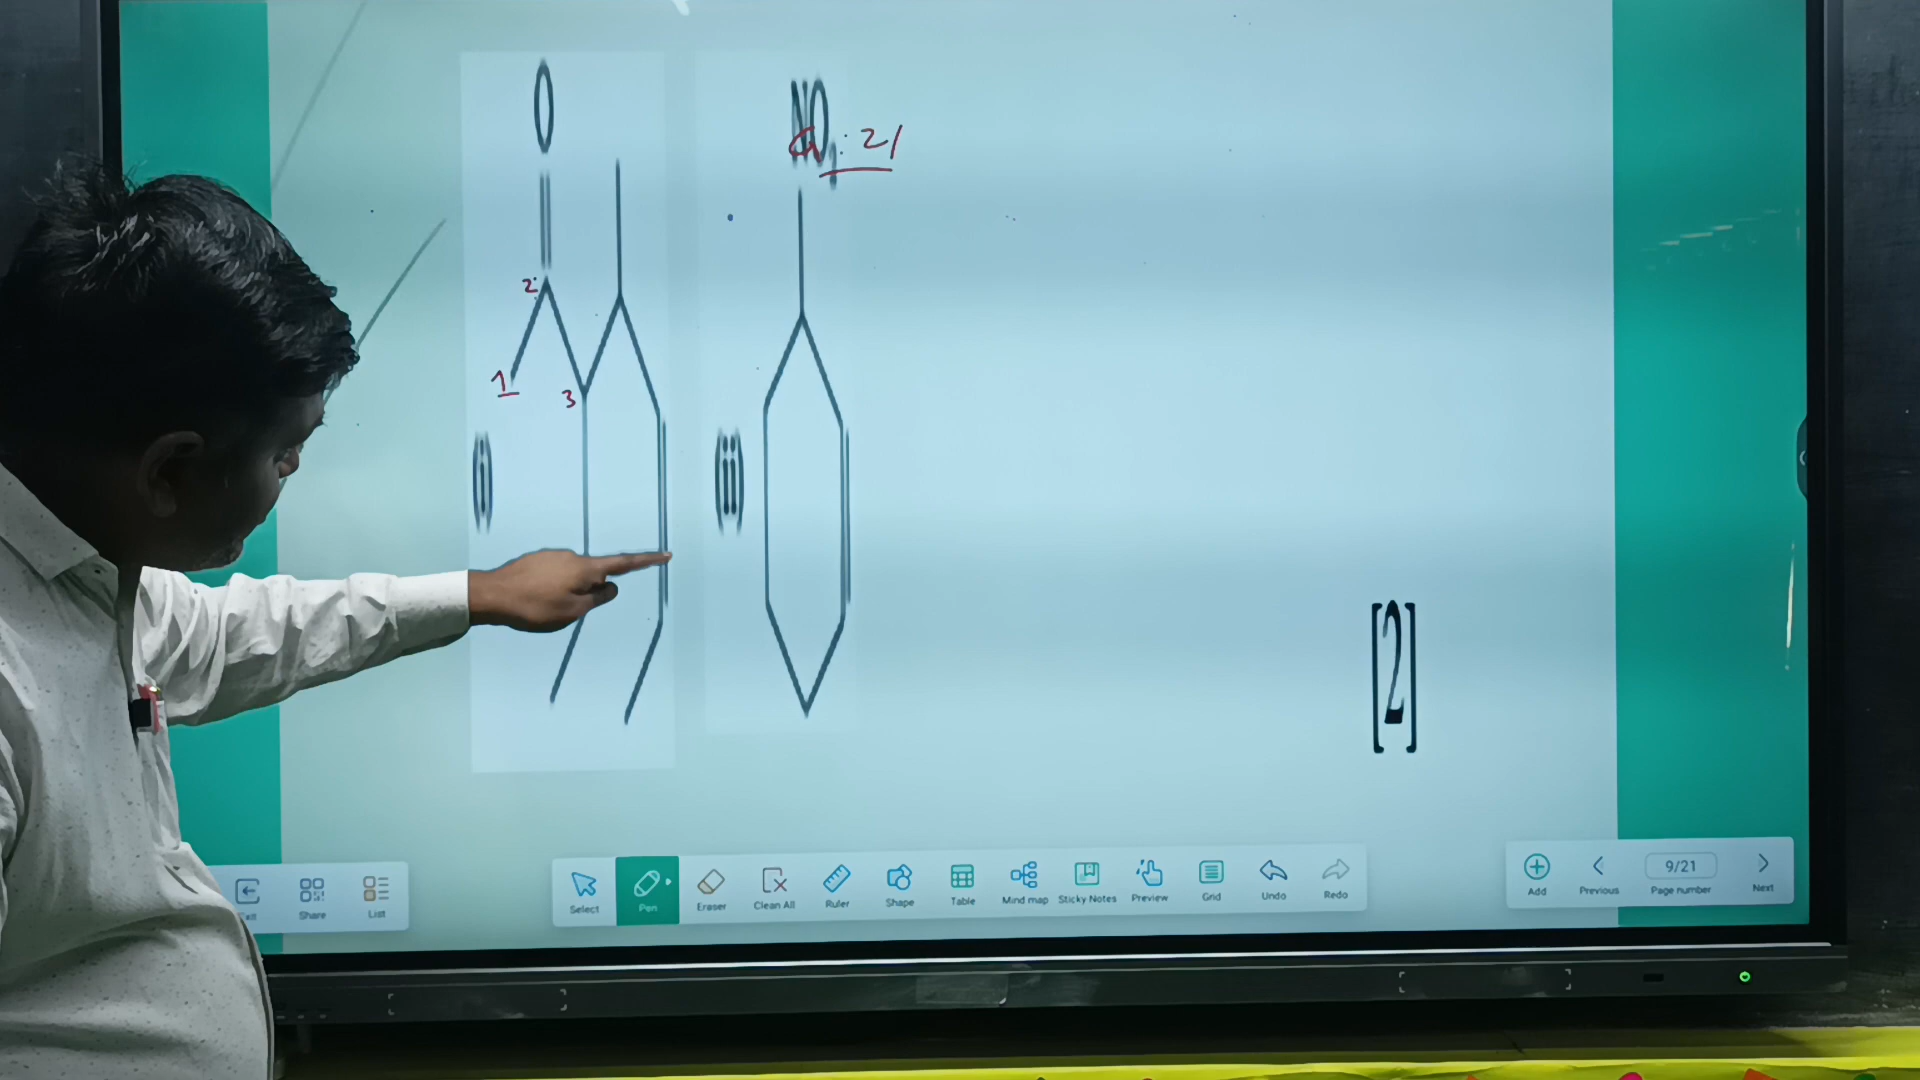 O
NO2
Q: 21
2
1
3
(i)
(ii)
[2]
Share
List
Select
Pen
Eraser
Clean All
Ruler
Shape
Table
Mind map
Sticky Notes
Preview
Grid
Undo
Redo
Add
Previous
9/21
Page number
Next